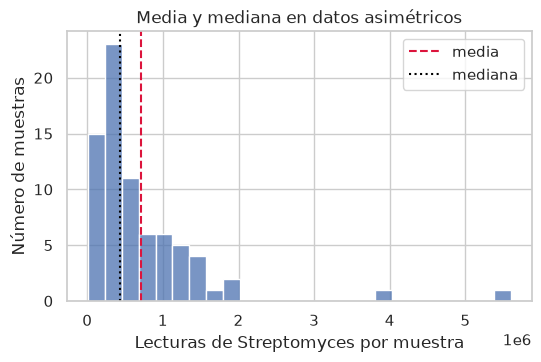 Media y mediana en datos asimétricos
media
mediana
Número de muestras
20
15
10
5
0
0
1
2
3
4
5
1e6
Lecturas de Streptomyces por muestra